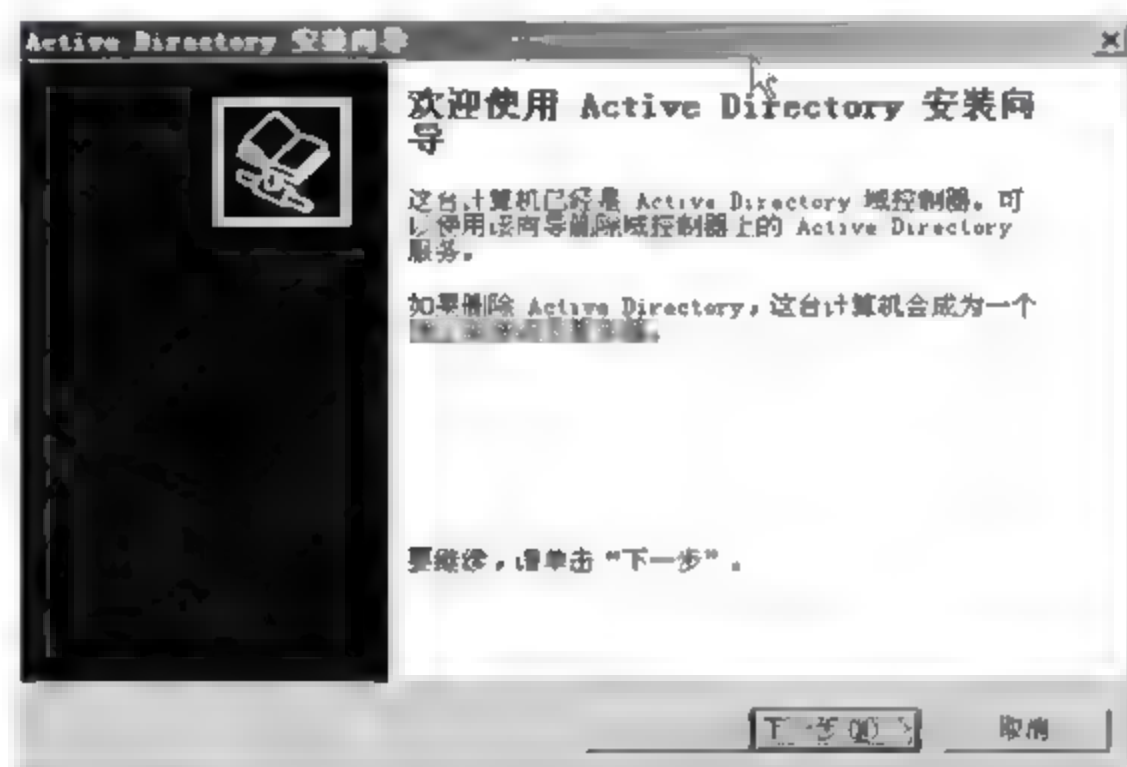 Active Directory 安装向导
欢迎使用 Active Directory 安装向
导
这台计算机已经是 Active Directory 域控制器。可
以使用该向导删除域控制器上的 Active Directory
服务。
如要删除 Active Directory，这台计算机会成为一个
要继续，请单击“下一步”。
下一步(N) >
取消